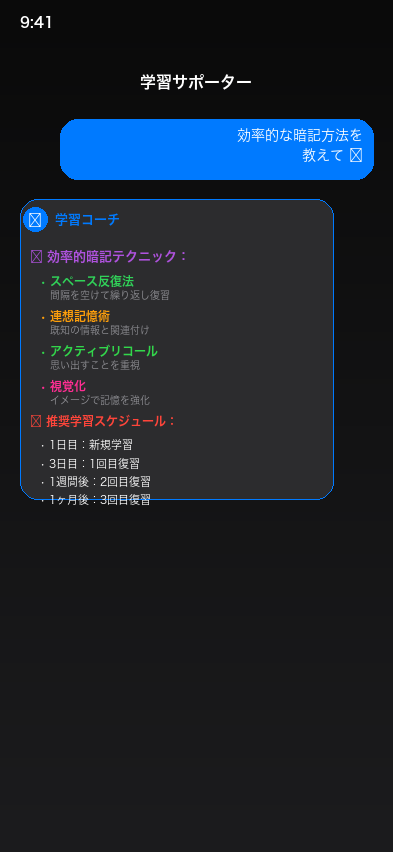 9:41
学習サポーター
効率的な暗記方法を
教えて
学習コーチ
効率的暗記テクニック：
・スペース反復法
間隔を空けて繰り返し復習
・連想記憶術
既知の情報と関連付け
・アクティブリコール
思い出すことを重視
・視覚化
イメージで記憶を強化
推奨学習スケジュール：
・1日目：新規学習
・3日目：1回目復習
・1週間後：2回目復習
・1ヶ月後：3回目復習